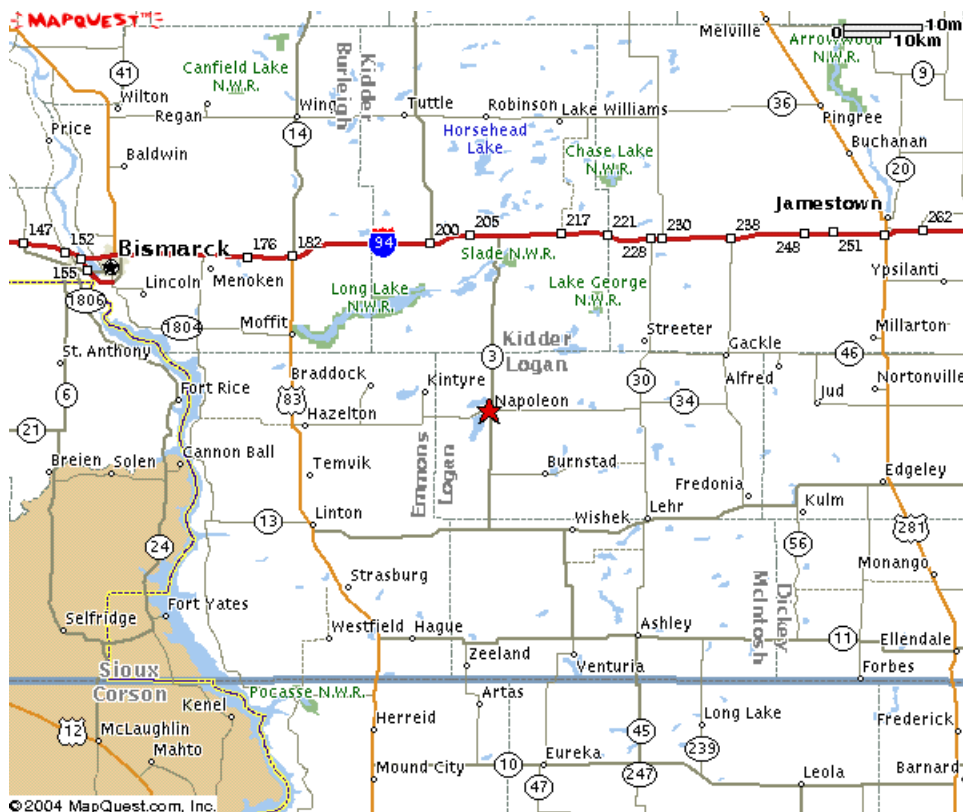 MAPQUEST
10mi
0
10km
Melville
Arrowwood
N.W.R.
41
Canfield Lake
N.W.R.
9
Wilton
Regan
Wing
Tuttle
Robinson
Lake Williams
36
Pingree
Burleigh
Kidder
Price
14
Horsehead
Lake
Buchanan
Baldwin
Chase Lake
N.W.R.
20
Jamestown
147
152
Bismarck
176
182
94
200
205
217
221
228
230
238
248
251
262
155
Slade N.W.R.
Lincoln
Menoken
Long Lake
N.W.R.
Lake George
N.W.R.
Ypsilanti
1806
1804
Moffit
Kidder
Logan
Streeter
Millarton
St. Anthony
3
Gackle
46
Braddock
Kintyre
30
Alfred
Nortonville
6
Fort Rice
83
Napoleon
34
Jud
Hazelton
21
Emmons
Logan
Breien
Solen
Cannon Ball
Temvik
Burnstad
Fredonia
Edgeley
Kulm
13
Linton
Wishek
Lehr
281
24
56
Monango
Strasburg
McIntosh
Dickey
Fort Yates
Selfridge
Westfield
Hague
Ashley
11
Ellendale
Zeeland
Venturia
Forbes
Sioux
Corson
Pocasse N.W.R.
Artas
Kenel
Herreid
Long Lake
Frederick
12
McLaughlin
45
239
Mahto
Eureka
Mound City
10
47
247
Leola
Barnard
©2004 MapQuest.com, Inc.